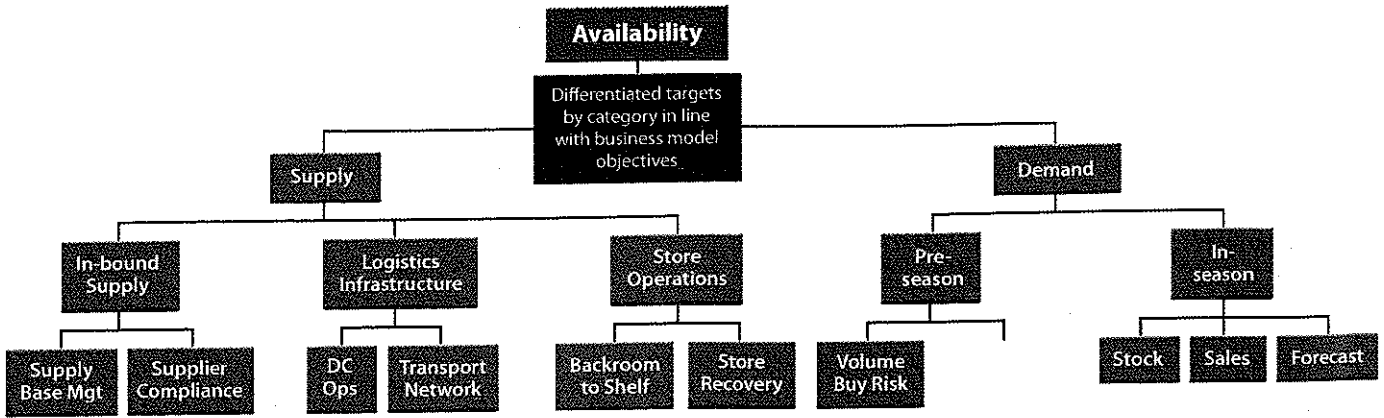 Availability
Differentiated targets
by category in line
with business model
objectives
Supply
Demand
In-bound
Supply
Logistics
Infrastructure
Store
Operations
Pre-
season
In-
season
Supply
Base Mgt
Supplier
Compliance
DC
Ops
Transport
Network
Backroom
to Shelf
Store
Recovery
Volume
Buy Risk
Stock
Sales
Forecast